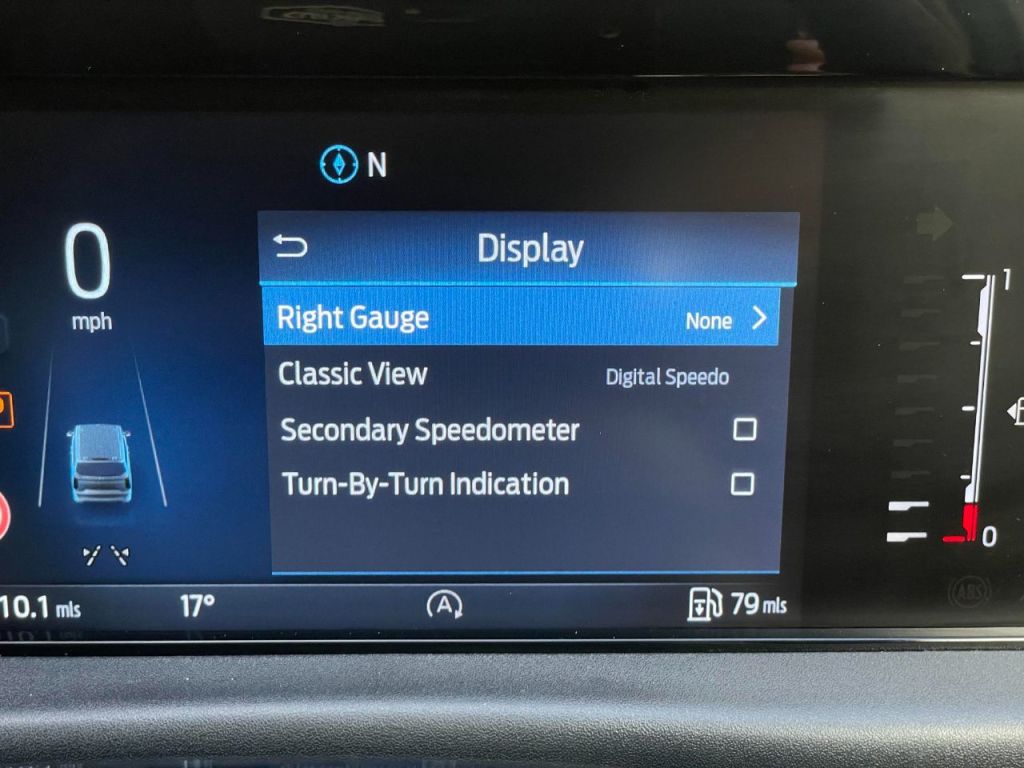 N
Display
0
mph
Right Gauge None
Classic View Digital Speedo
Secondary Speedometer
Turn-By-Turn Indication
1
0
10.1 mls 17° A 79 mls
ABS